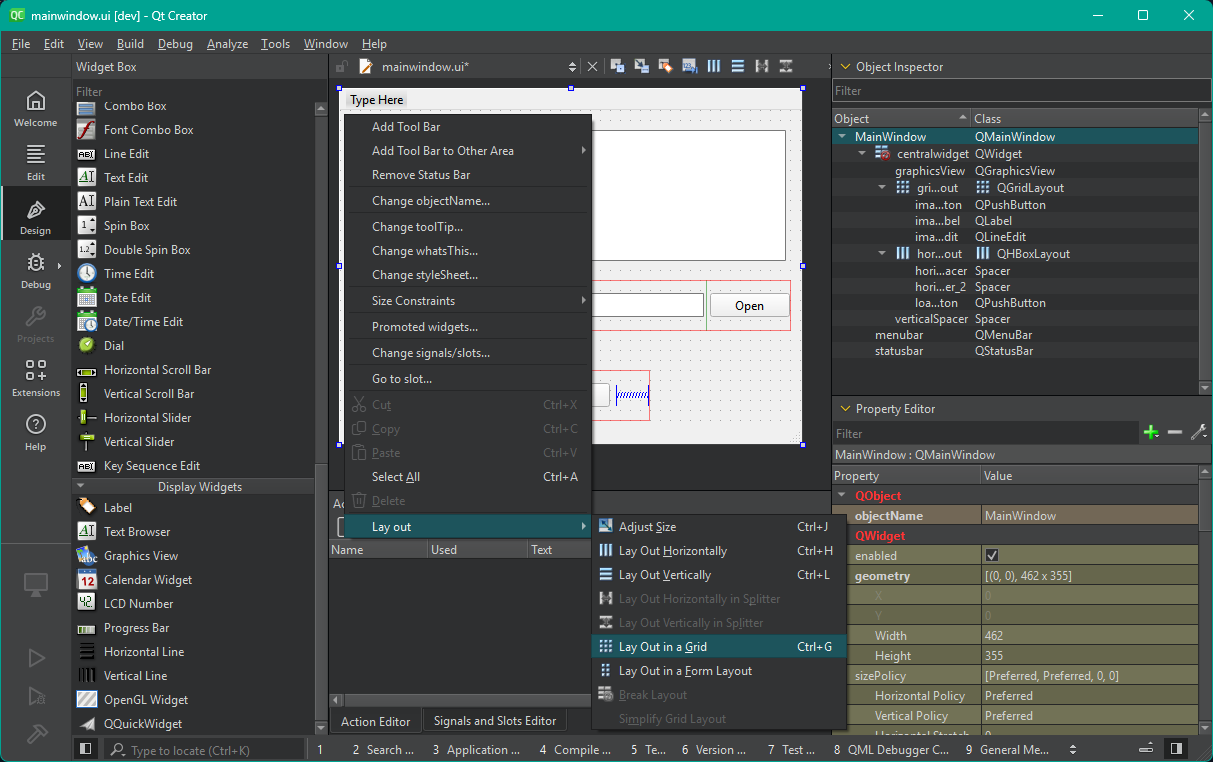 QC mainwindow.ui [dev] - Qt Creator
File Edit View Build Debug Analyze Tools Window Help
Widget Box
mainwindow.ui*
Object Inspector
Welcome
Edit
Design
Debug
Projects
Extensions
Help
Filter
Combo Box
Font Combo Box
Line Edit
Text Edit
Plain Text Edit
Spin Box
Double Spin Box
Time Edit
Date Edit
Date/Time Edit
Dial
Horizontal Scroll Bar
Vertical Scroll Bar
Horizontal Slider
Vertical Slider
Key Sequence Edit
Display Widgets
Label
Text Browser
Graphics View
Calendar Widget
LCD Number
Progress Bar
Horizontal Line
Vertical Line
OpenGL Widget
QQuickWidget
Type Here
Open
Add Tool Bar
Add Tool Bar to Other Area
Remove Status Bar
Change objectName...
Change toolTip...
Change whatsThis...
Change styleSheet...
Size Constraints
Promoted widgets...
Change signals/slots...
Go to slot...
Cut Ctrl+X
Copy Ctrl+C
Paste Ctrl+V
Select All Ctrl+A
Delete
Lay out
Adjust Size Ctrl+J
Lay Out Horizontally Ctrl+H
Lay Out Vertically Ctrl+L
Lay Out Horizontally in Splitter
Lay Out Vertically in Splitter
Lay Out in a Grid Ctrl+G
Lay Out in a Form Layout
Break Layout
Simplify Grid Layout
Name Used Text
Action Editor Signals and Slots Editor
Filter
Object Class
MainWindow QMainWindow
centralwidget QWidget
graphicsView QGraphicsView
gri...out QGridLayout
ima...ton QPushButton
ima...bel QLabel
ima...dit QLineEdit
hor...out QHBoxLayout
hori...acer Spacer
hori...er_2 Spacer
loa...ton QPushButton
verticalSpacer Spacer
menubar QMenuBar
statusbar QStatusBar
Property Editor
Filter
MainWindow : QMainWindow
Property Value
QObject
objectName MainWindow
QWidget
enabled
geometry [(0, 0), 462 x 355]
X 0
Y 0
Width 462
Height 355
sizePolicy [Preferred, Preferred, 0, 0]
Horizontal Policy Preferred
Vertical Policy Preferred
Horizontal Stretch 0
Type to locate (Ctrl+K) 1 2 Search ... 3 Application ... 4 Compile ... 5 Te... 6 Version ... 7 Test ... 8 QML Debugger C... 9 General Me...